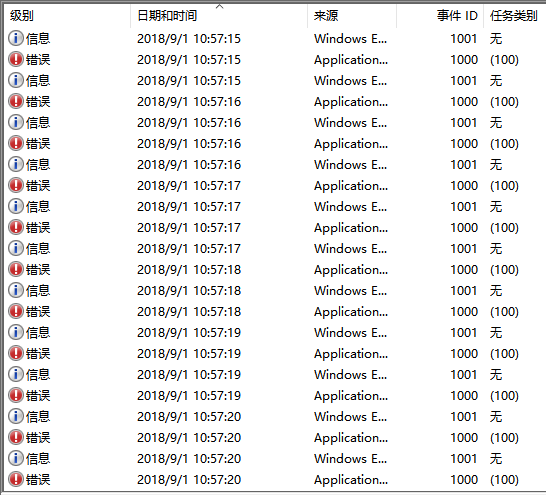 级别 日期和时间 来源 事件 ID 任务类别
信息 2018/9/1 10:57:15 Windows E... 1001 无
错误 2018/9/1 10:57:15 Application... 1000 (100)
信息 2018/9/1 10:57:15 Windows E... 1001 无
错误 2018/9/1 10:57:16 Application... 1000 (100)
信息 2018/9/1 10:57:16 Windows E... 1001 无
错误 2018/9/1 10:57:16 Application... 1000 (100)
信息 2018/9/1 10:57:16 Windows E... 1001 无
错误 2018/9/1 10:57:17 Application... 1000 (100)
信息 2018/9/1 10:57:17 Windows E... 1001 无
错误 2018/9/1 10:57:17 Application... 1000 (100)
信息 2018/9/1 10:57:17 Windows E... 1001 无
错误 2018/9/1 10:57:18 Application... 1000 (100)
信息 2018/9/1 10:57:18 Windows E... 1001 无
错误 2018/9/1 10:57:18 Application... 1000 (100)
信息 2018/9/1 10:57:19 Windows E... 1001 无
错误 2018/9/1 10:57:19 Application... 1000 (100)
信息 2018/9/1 10:57:19 Windows E... 1001 无
错误 2018/9/1 10:57:19 Application... 1000 (100)
信息 2018/9/1 10:57:20 Windows E... 1001 无
错误 2018/9/1 10:57:20 Application... 1000 (100)
信息 2018/9/1 10:57:20 Windows E... 1001 无
错误 2018/9/1 10:57:20 Application... 1000 (100)